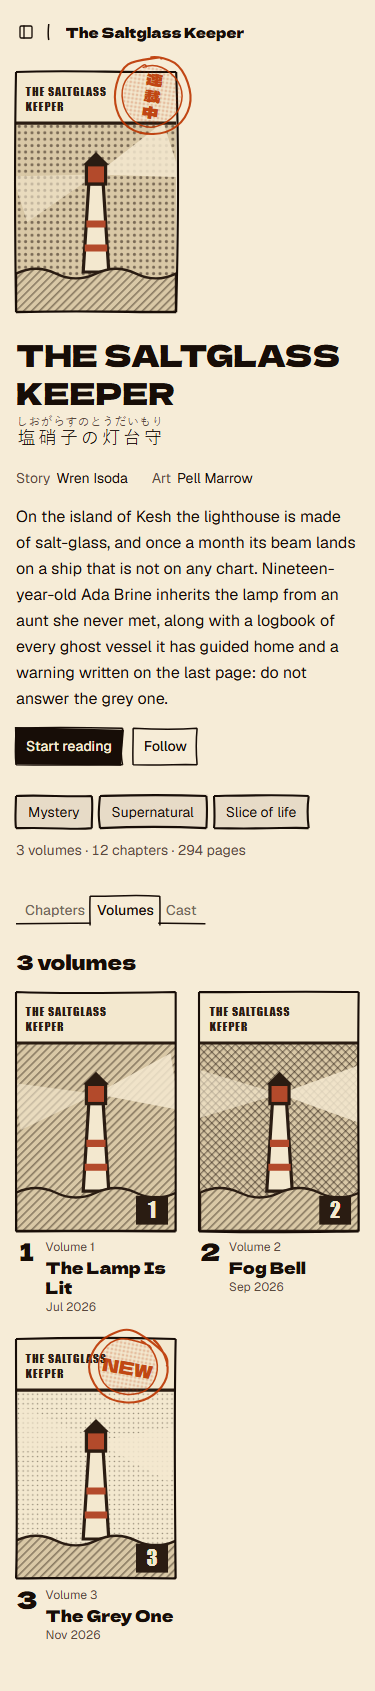 The Saltglass Keeper
THE SALTGLASS
KEEPER
連載中
THE SALTGLASS
KEEPER
しおがらすのとうだいもり
塩硝子の灯台守
Story Wren Isoda Art Pell Marrow
On the island of Kesh the lighthouse is made
of salt-glass, and once a month its beam lands
on a ship that is not on any chart. Nineteen-
year-old Ada Brine inherits the lamp from an
aunt she never met, along with a logbook of
every ghost vessel it has guided home and a
warning written on the last page: do not
answer the grey one.
Start reading Follow
Mystery Supernatural Slice of life
3 volumes · 12 chapters · 294 pages
Chapters Volumes Cast
3 volumes
THE SALTGLASS
KEEPER
1
1 Volume 1
The Lamp Is
Lit
Jul 2026
THE SALTGLASS
KEEPER
2
2 Volume 2
Fog Bell
Sep 2026
THE SALTGLASS
KEEPER
NEW
3
3 Volume 3
The Grey One
Nov 2026